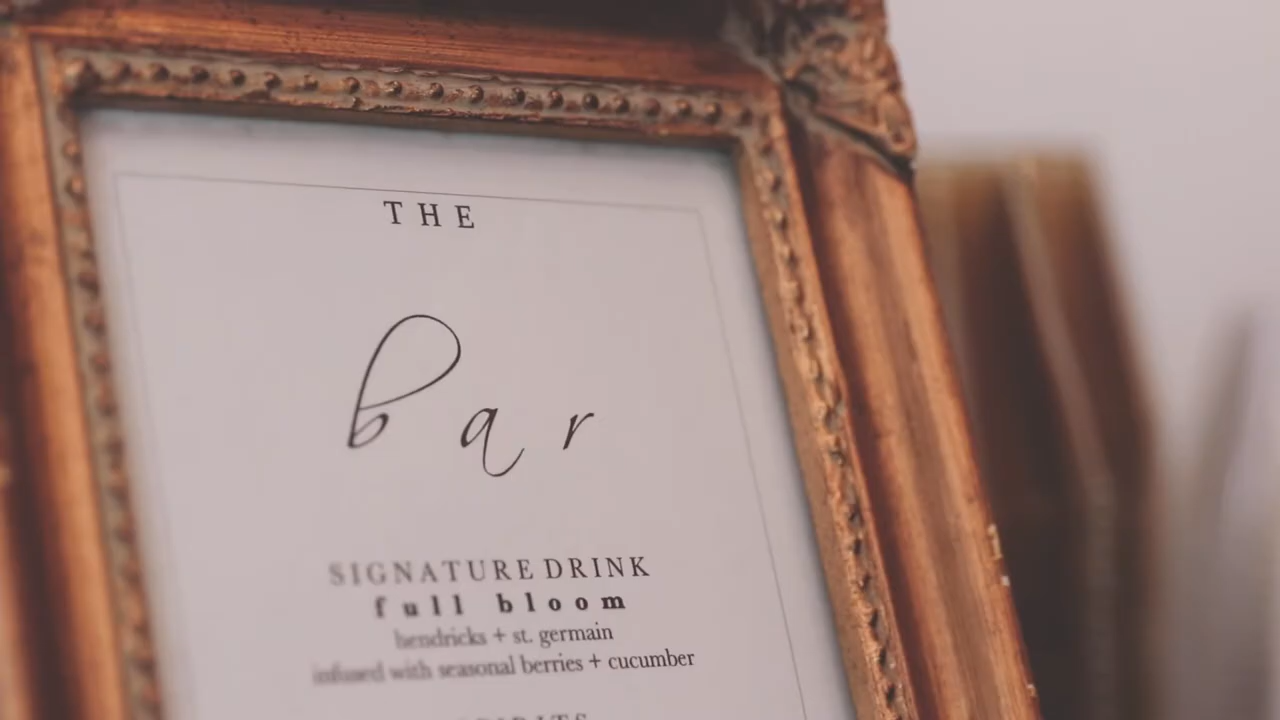 THE
bar
SIGNATURE DRINK
full bloom
hendricks + st. germain
infused with seasonal berries + cucumber